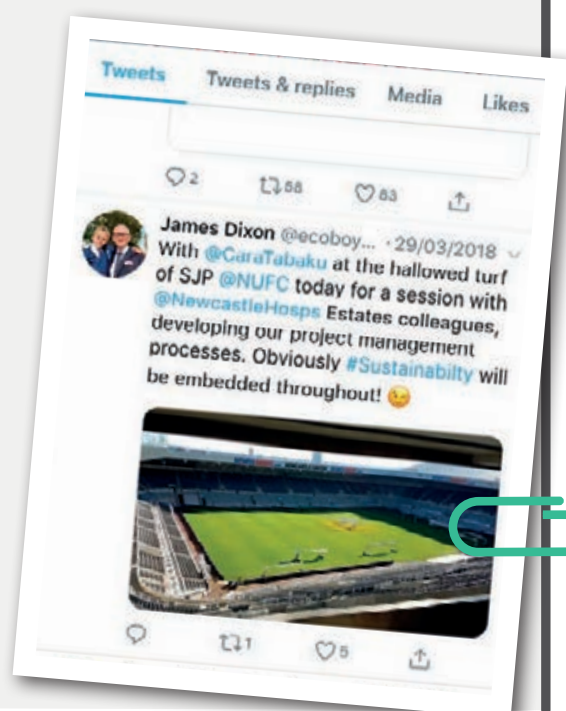 Tweets Tweets & replies Media Likes
2 58 83
James Dixon @ecoboy... · 29/03/2018
With @CaraTabaku at the hallowed turf
of SJP @NUFC today for a session with
@NewcastleHosps Estates colleagues,
developing our project management
processes. Obviously #Sustainabilty will
be embedded throughout! 😉
1 5